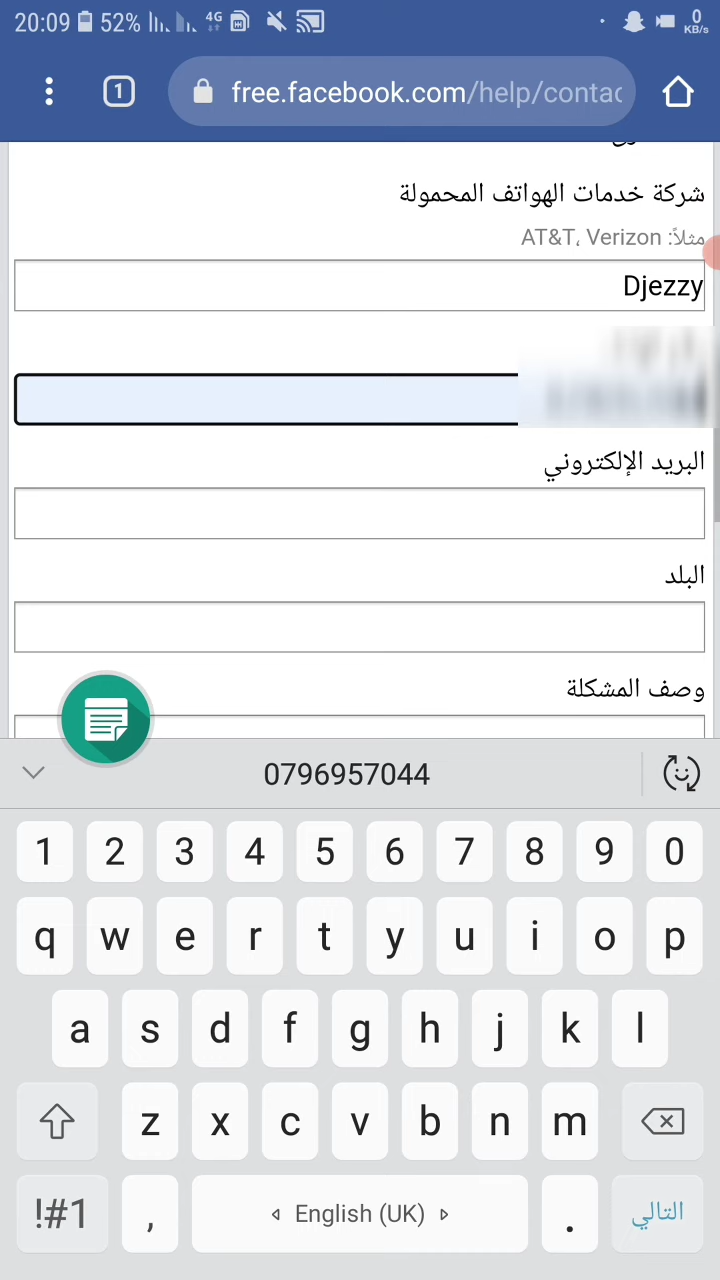 20:09 52% 4G 0 KB/s
1 free.facebook.com/help/contac
شركة خدمات الهواتف المحمولة
مثلاً: AT&T، Verizon
Djezzy
البريد الإلكتروني
البلد
وصف المشكلة
0796957044
1 2 3 4 5 6 7 8 9 0
q w e r t y u i o p
a s d f g h j k l
z x c v b n m
!#1 , English (UK) . التالي